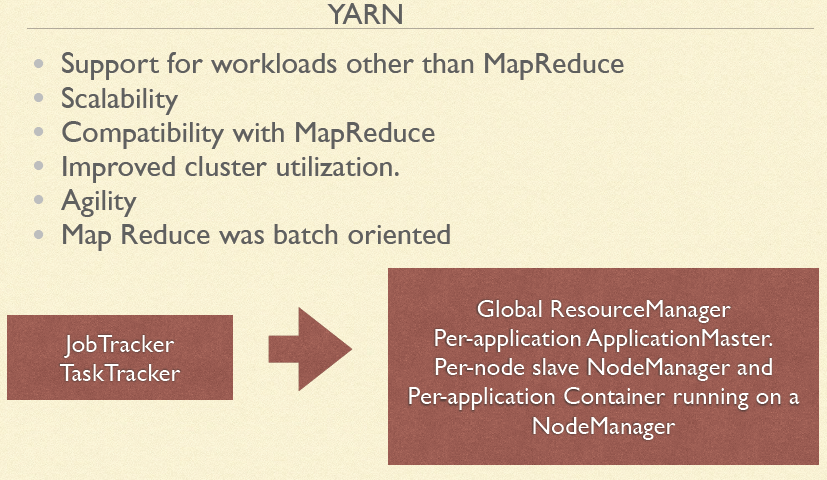 YARN
Support for workloads other than MapReduce
Scalability
Compatibility with MapReduce
Improved cluster utilization.
Agility
Map Reduce was batch oriented
JobTracker
TaskTracker
Global ResourceManager
Per-application ApplicationMaster.
Per-node slave NodeManager and
Per-application Container running on a
NodeManager